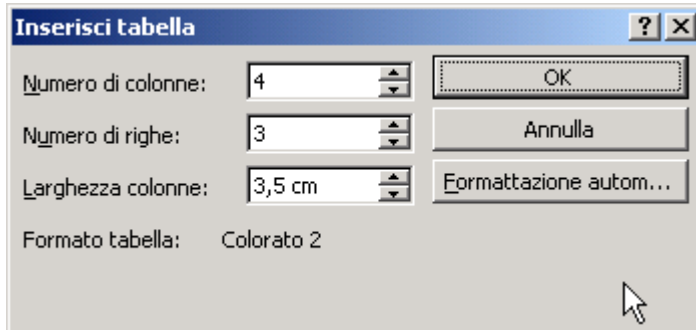 Inserisci tabella
Numero di colonne: 4 OK
Numero di righe: 3 Annulla
Larghezza colonne: 3,5 cm Formattazione autom...
Formato tabella: Colorato 2